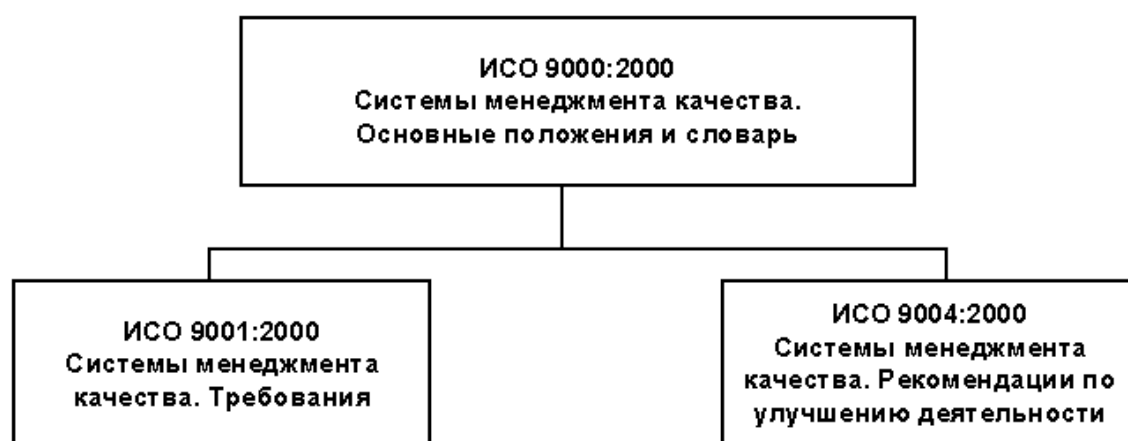 ИСО 9000:2000
Системы менеджмента качества.
Основные положения и словарь
ИСО 9001:2000
Системы менеджмента
качества. Требования
ИСО 9004:2000
Системы менеджмента
качества. Рекомендации по
улучшению деятельности